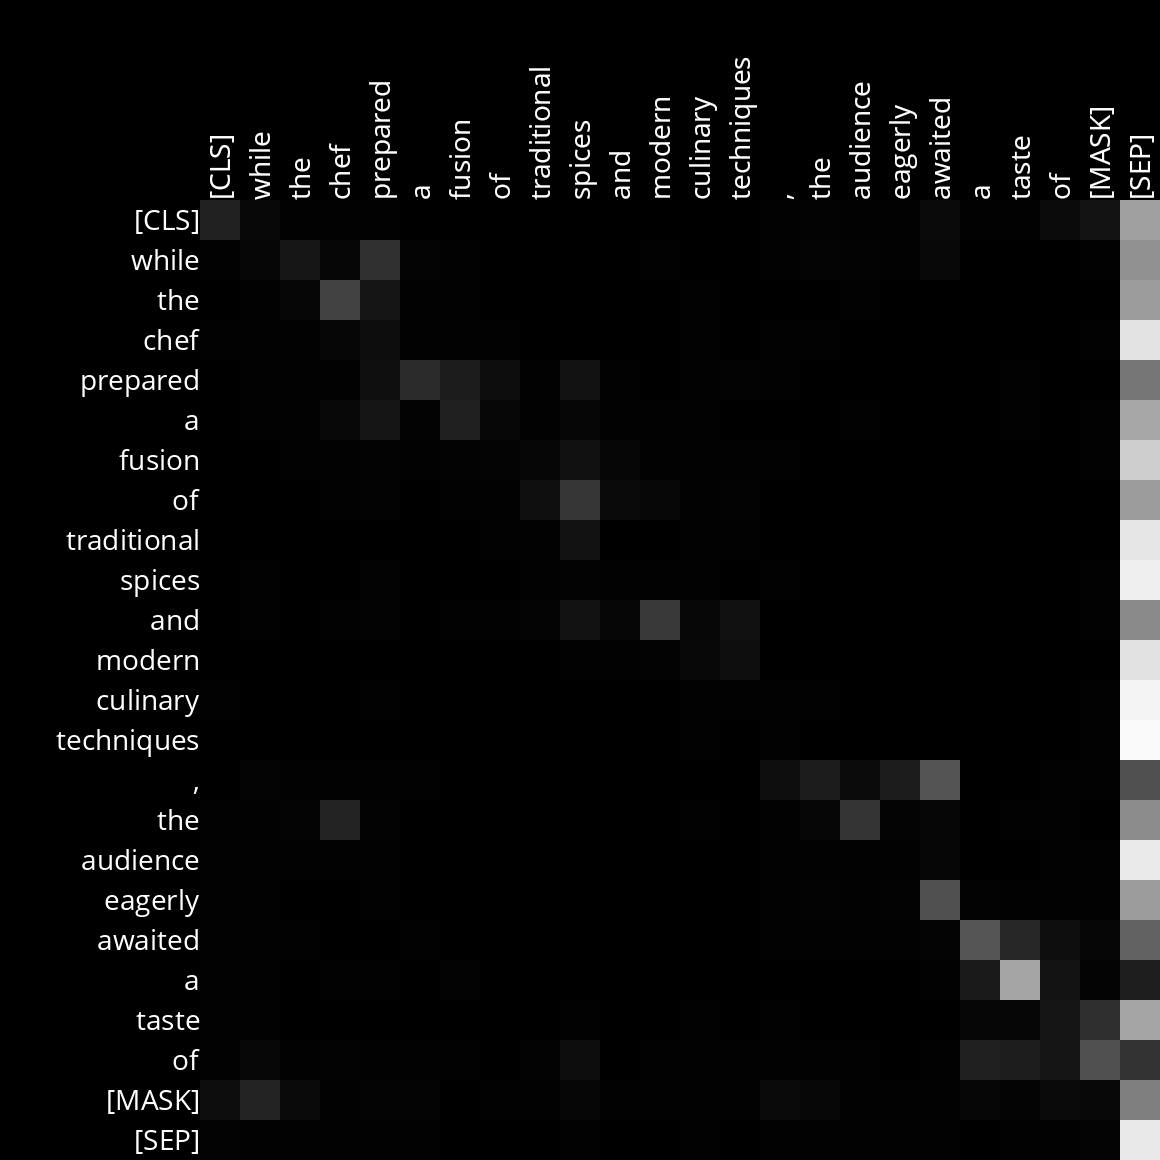 [CLS] while the chef prepared a fusion of traditional spices and modern culinary techniques , the audience eagerly awaited a taste of [MASK] [SEP]
[CLS]
while
the
chef
prepared
a
fusion
of
traditional
spices
and
modern
culinary
techniques
,
the
audience
eagerly
awaited
a
taste
of
[MASK]
[SEP]